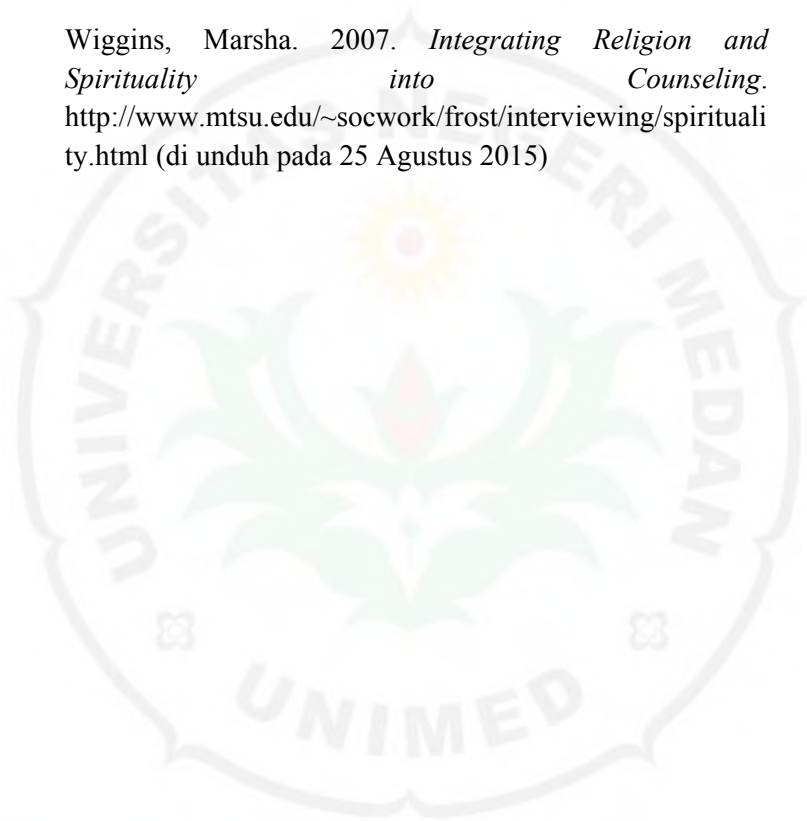 Wiggins, Marsha. 2007. Integrating Religion and
Spirituality into Counseling.
http://www.mtsu.edu/~socwork/frost/interviewing/spirituali
ty.html (di unduh pada 25 Agustus 2015)
UNIVERSITAS NEGERI MEDAN
UNIMED